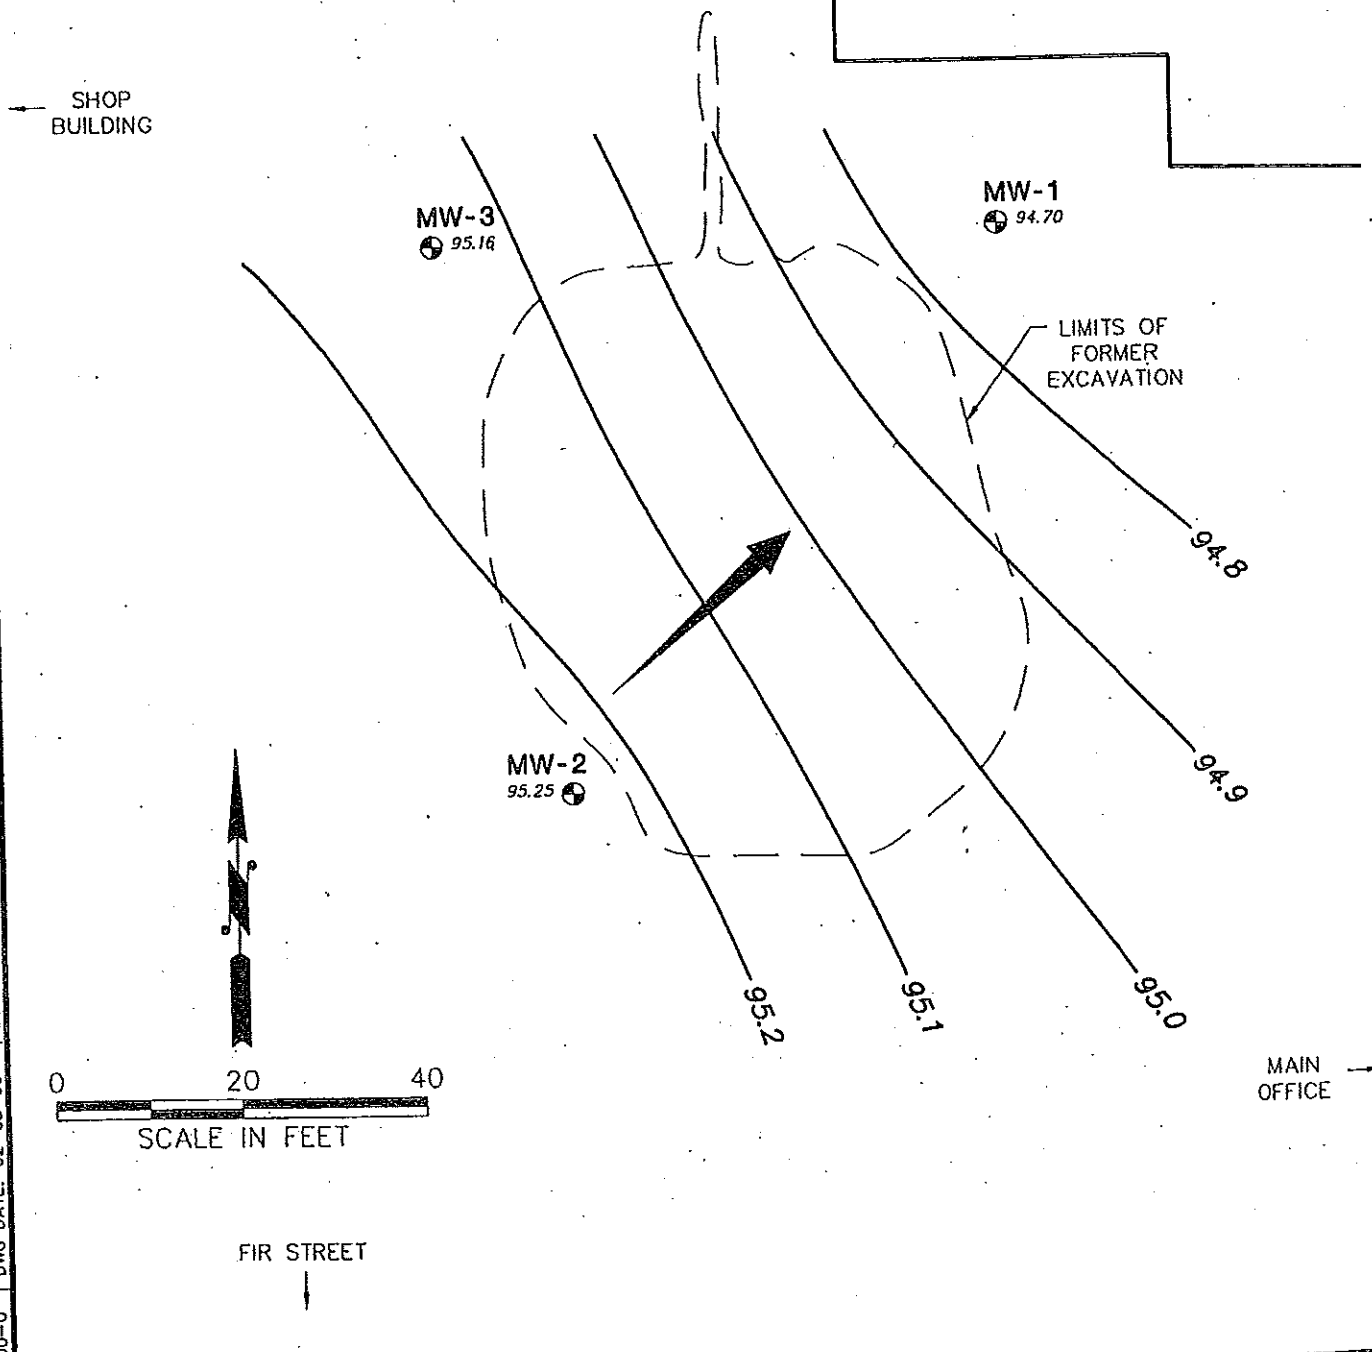 SHOP
BUILDING
MW-3
95.16
MW-1
94.70
LIMITS OF
FORMER
EXCAVATION
94.8
MW-2
95.25
94.9
95.2
95.1
95.0
0 20 40
SCALE IN FEET
MAIN
OFFICE
FIR STREET
DWG DATE: